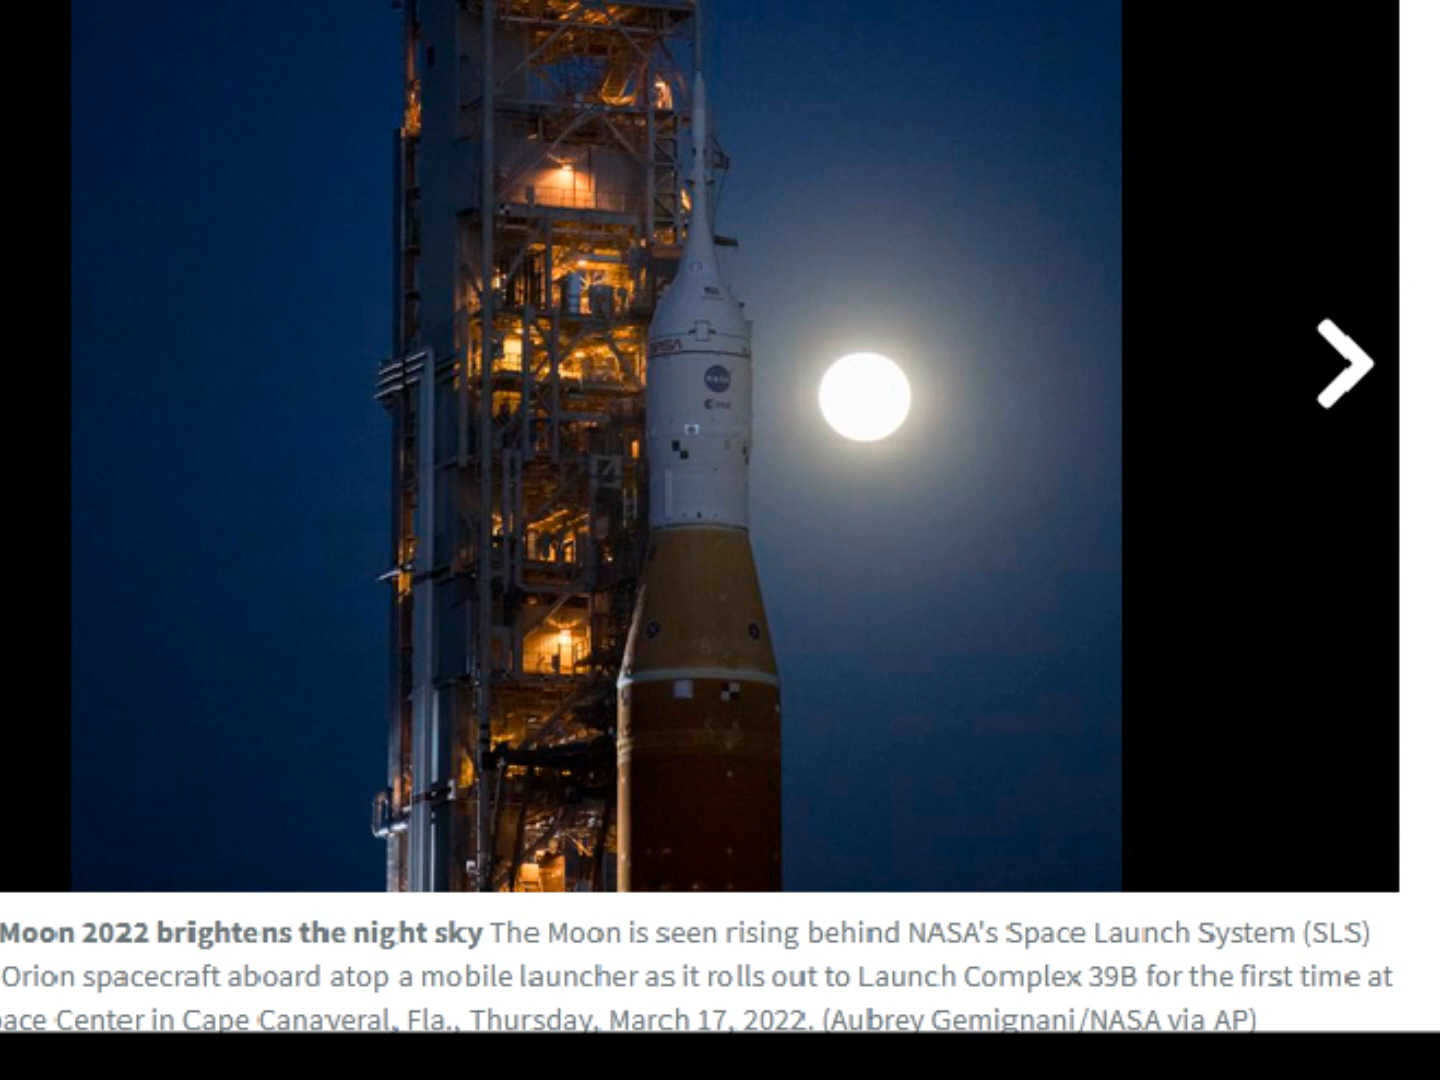 NASA
esa
Moon 2022 brightens the night sky The Moon is seen rising behind NASA's Space Launch System (SLS)
Orion spacecraft aboard atop a mobile launcher as it rolls out to Launch Complex 39B for the first time at
Center in Cape Canaveral, Fla., Thursday, March 17, 2022. (Aubrey Gemignani/NASA via AP)